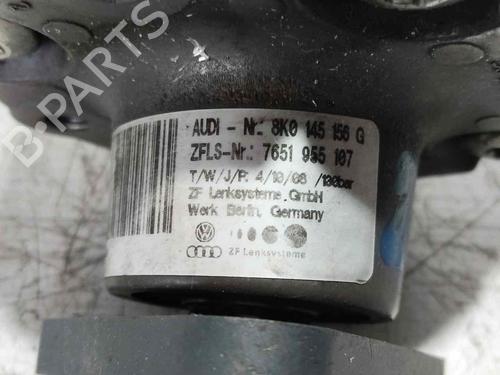 AUDI - Nr.: 8K0 145 156 G
ZFLS-Nr.: 7651 955 107
T/W/J/P: 4/10/08 /130bar
ZF Lenksysteme GmbH
Werk Berlin, Germany
ZF Lenksysteme
B-PARTS